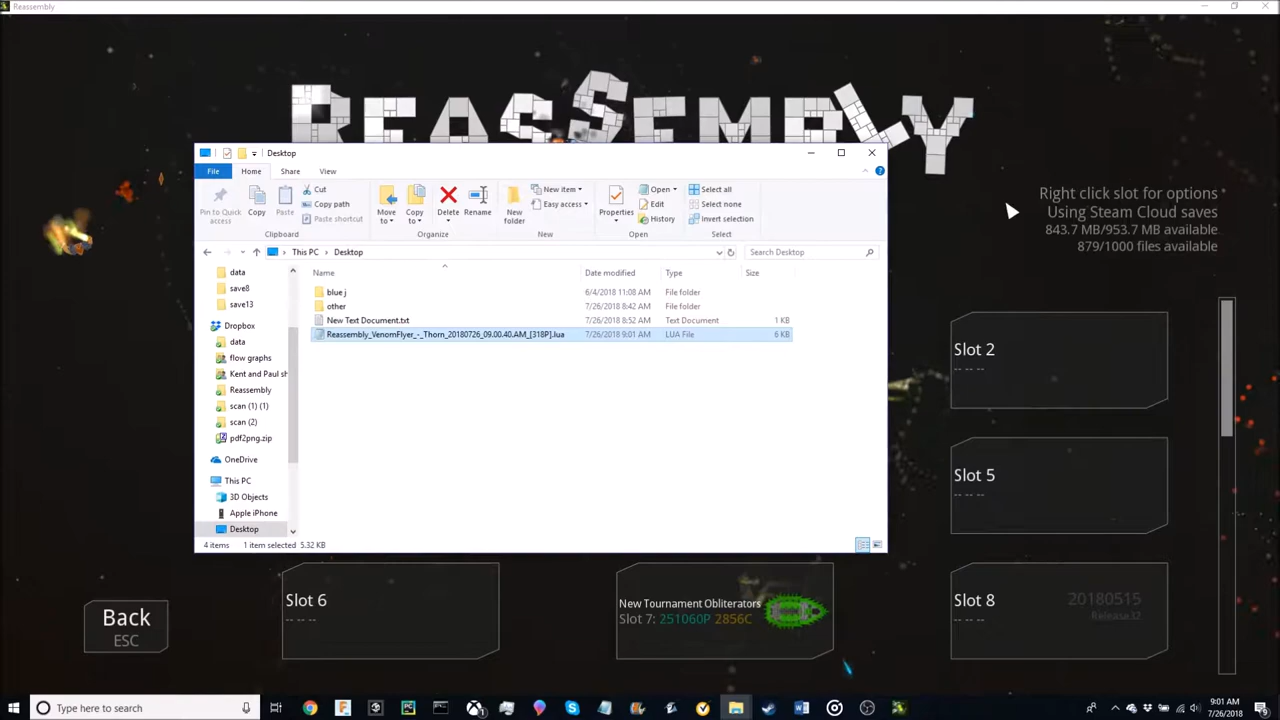 Reassembly
REASSEMBLY
Desktop
File Home Share View
Pin to Quick access
Copy
Paste
Cut
Copy path
Paste shortcut
Clipboard
Move to
Copy to
Delete
Rename
Organize
New folder
New item
Easy access
New
Properties
Open
Edit
History
Open
Select all
Select none
Invert selection
Select
This PC > Desktop
Search Desktop
Name Date modified Type Size
blue j 6/4/2018 11:08 AM File folder
other 7/26/2018 8:42 AM File folder
New Text Document.txt 7/26/2018 8:52 AM Text Document 1 KB
Reassembly_VenomFlyer_-_Thorn_20180726_09.00.40.AM_[318P].lua 7/26/2018 9:01 AM LUA File 6 KB
data
save8
save13
Dropbox
data
flow graphs
Kent and Paul sh
Reassembly
scan (1) (1)
scan (2)
pdf2png.zip
OneDrive
This PC
3D Objects
Apple iPhone
Desktop
4 items 1 item selected 5.32 KB
Right click slot for options
Using Steam Cloud saves
843.7 MB/953.7 MB available
879/1000 files available
Slot 2
-- -- --
Slot 5
-- -- --
Slot 6
-- -- --
New Tournament Obliterators
Slot 7: 251060P 2856C
Slot 8
-- -- --
20180515
Release12
Back
ESC
Type here to search
9:01 AM
7/26/2018